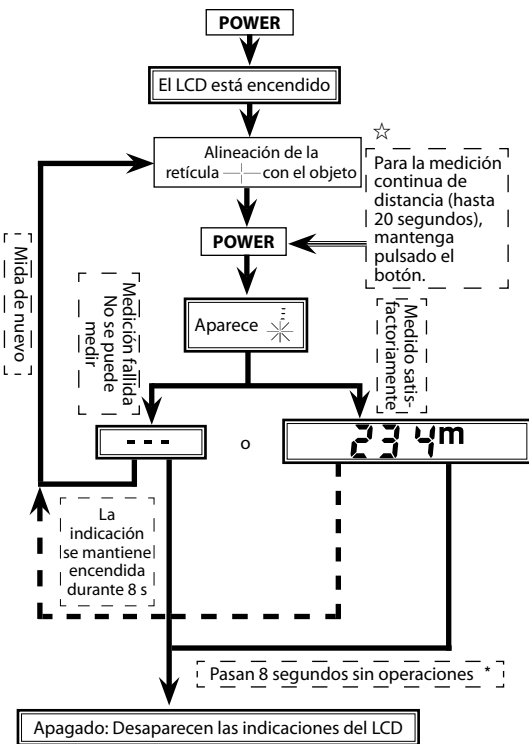 POWER
El LCD está encendido
Alineación de la
retícula con el objeto
☆
Para la medición
continua de
distancia (hasta
20 segundos),
mantenga
pulsado el
botón.
POWER
Mida de nuevo
Medición fallida
No se puede
medir
Aparece
Medido satis-
factoriamente
---
o
234m
La
indicación
se mantiene
encendida
durante 8 s
Pasan 8 segundos sin operaciones *
Apagado: Desaparecen las indicaciones del LCD